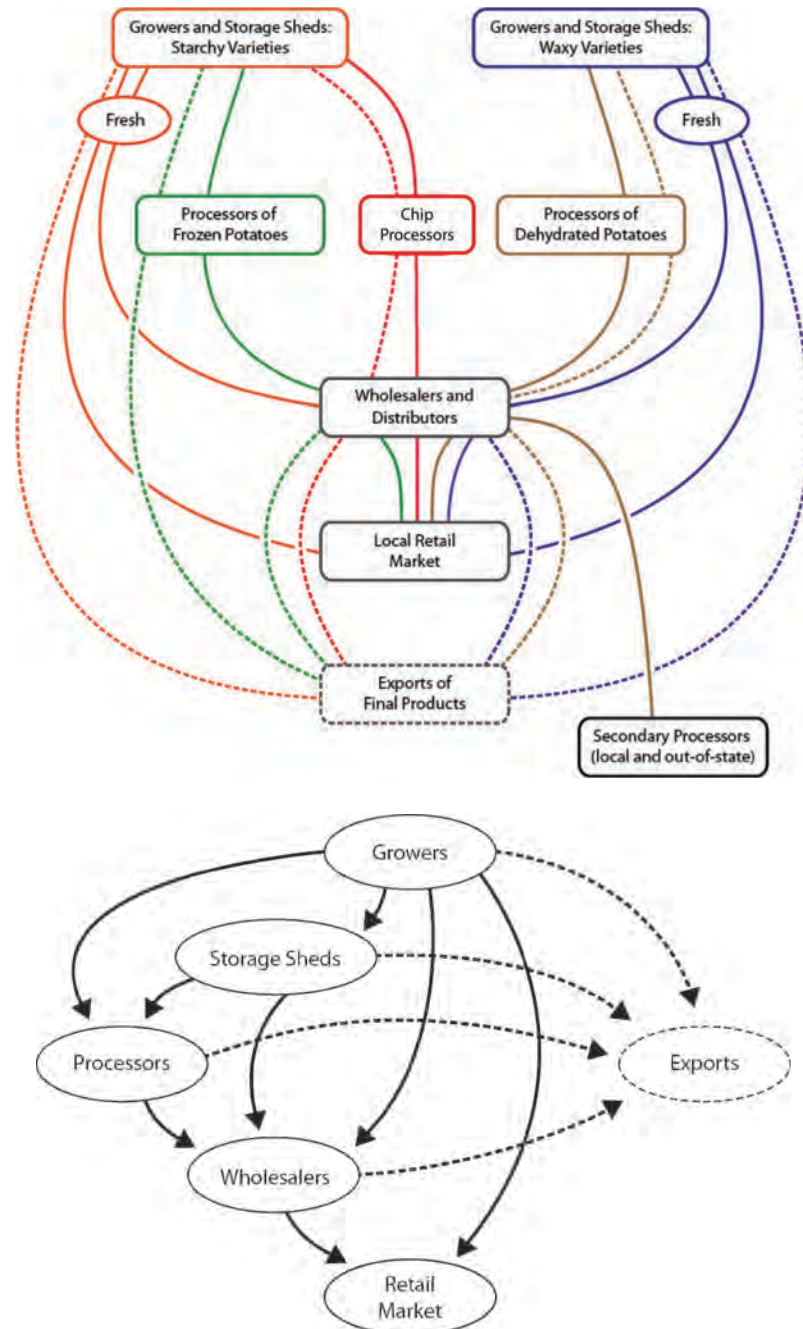 Growers and Storage Sheds:
Starchy Varieties
Growers and Storage Sheds:
Waxy Varieties
Fresh
Fresh
Processors of
Frozen Potatoes
Chip
Processors
Processors of
Dehydrated Potatoes
Wholesalers and
Distributors
Local Retail
Market
Exports of
Final Products
Secondary Processors
(local and out-of-state)
Growers
Storage Sheds
Processors
Exports
Wholesalers
Retail
Market